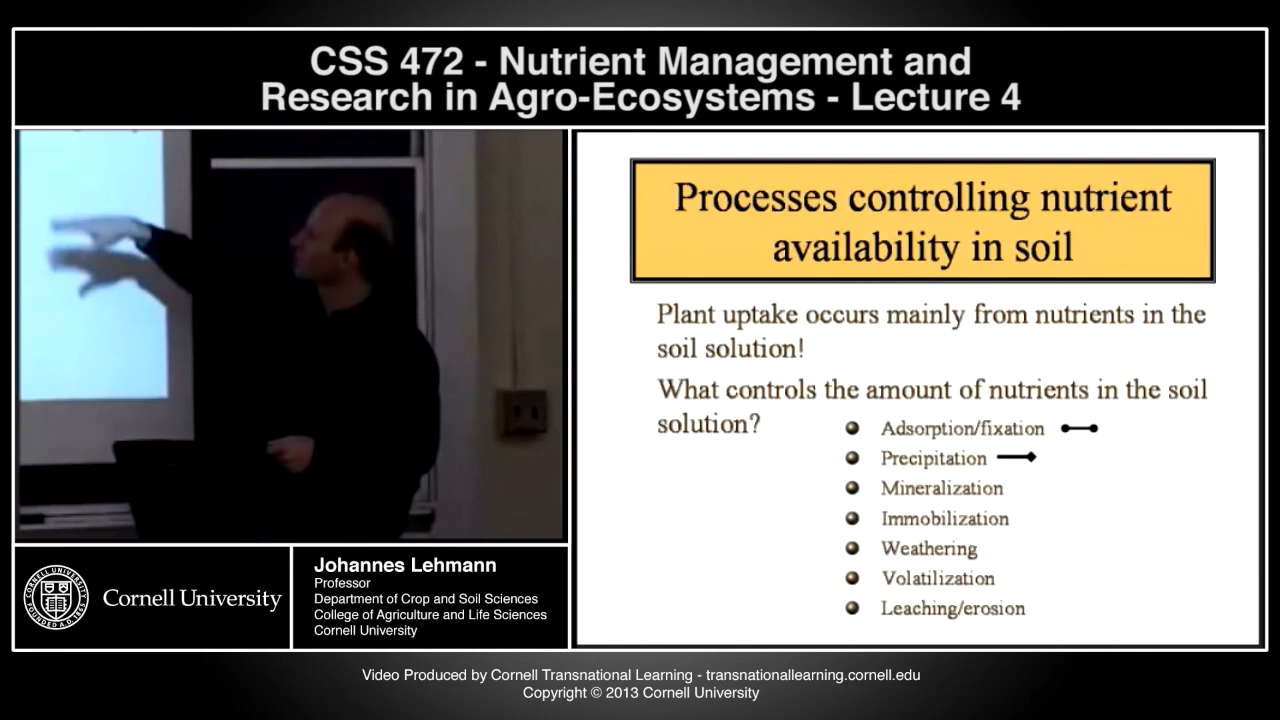 CSS 472 - Nutrient Management and
Research in Agro-Ecosystems - Lecture 4
Processes controlling nutrient
availability in soil
Plant uptake occurs mainly from nutrients in the
soil solution!
What controls the amount of nutrients in the soil
solution?
Adsorption/fixation
Precipitation
Mineralization
Immobilization
Weathering
Volatilization
Leaching/erosion
Cornell University
Johannes Lehmann
Professor
Department of Crop and Soil Sciences
College of Agriculture and Life Sciences
Cornell University
Video Produced by Cornell Transnational Learning - transnationallearning.cornell.edu
Copyright © 2013 Cornell University